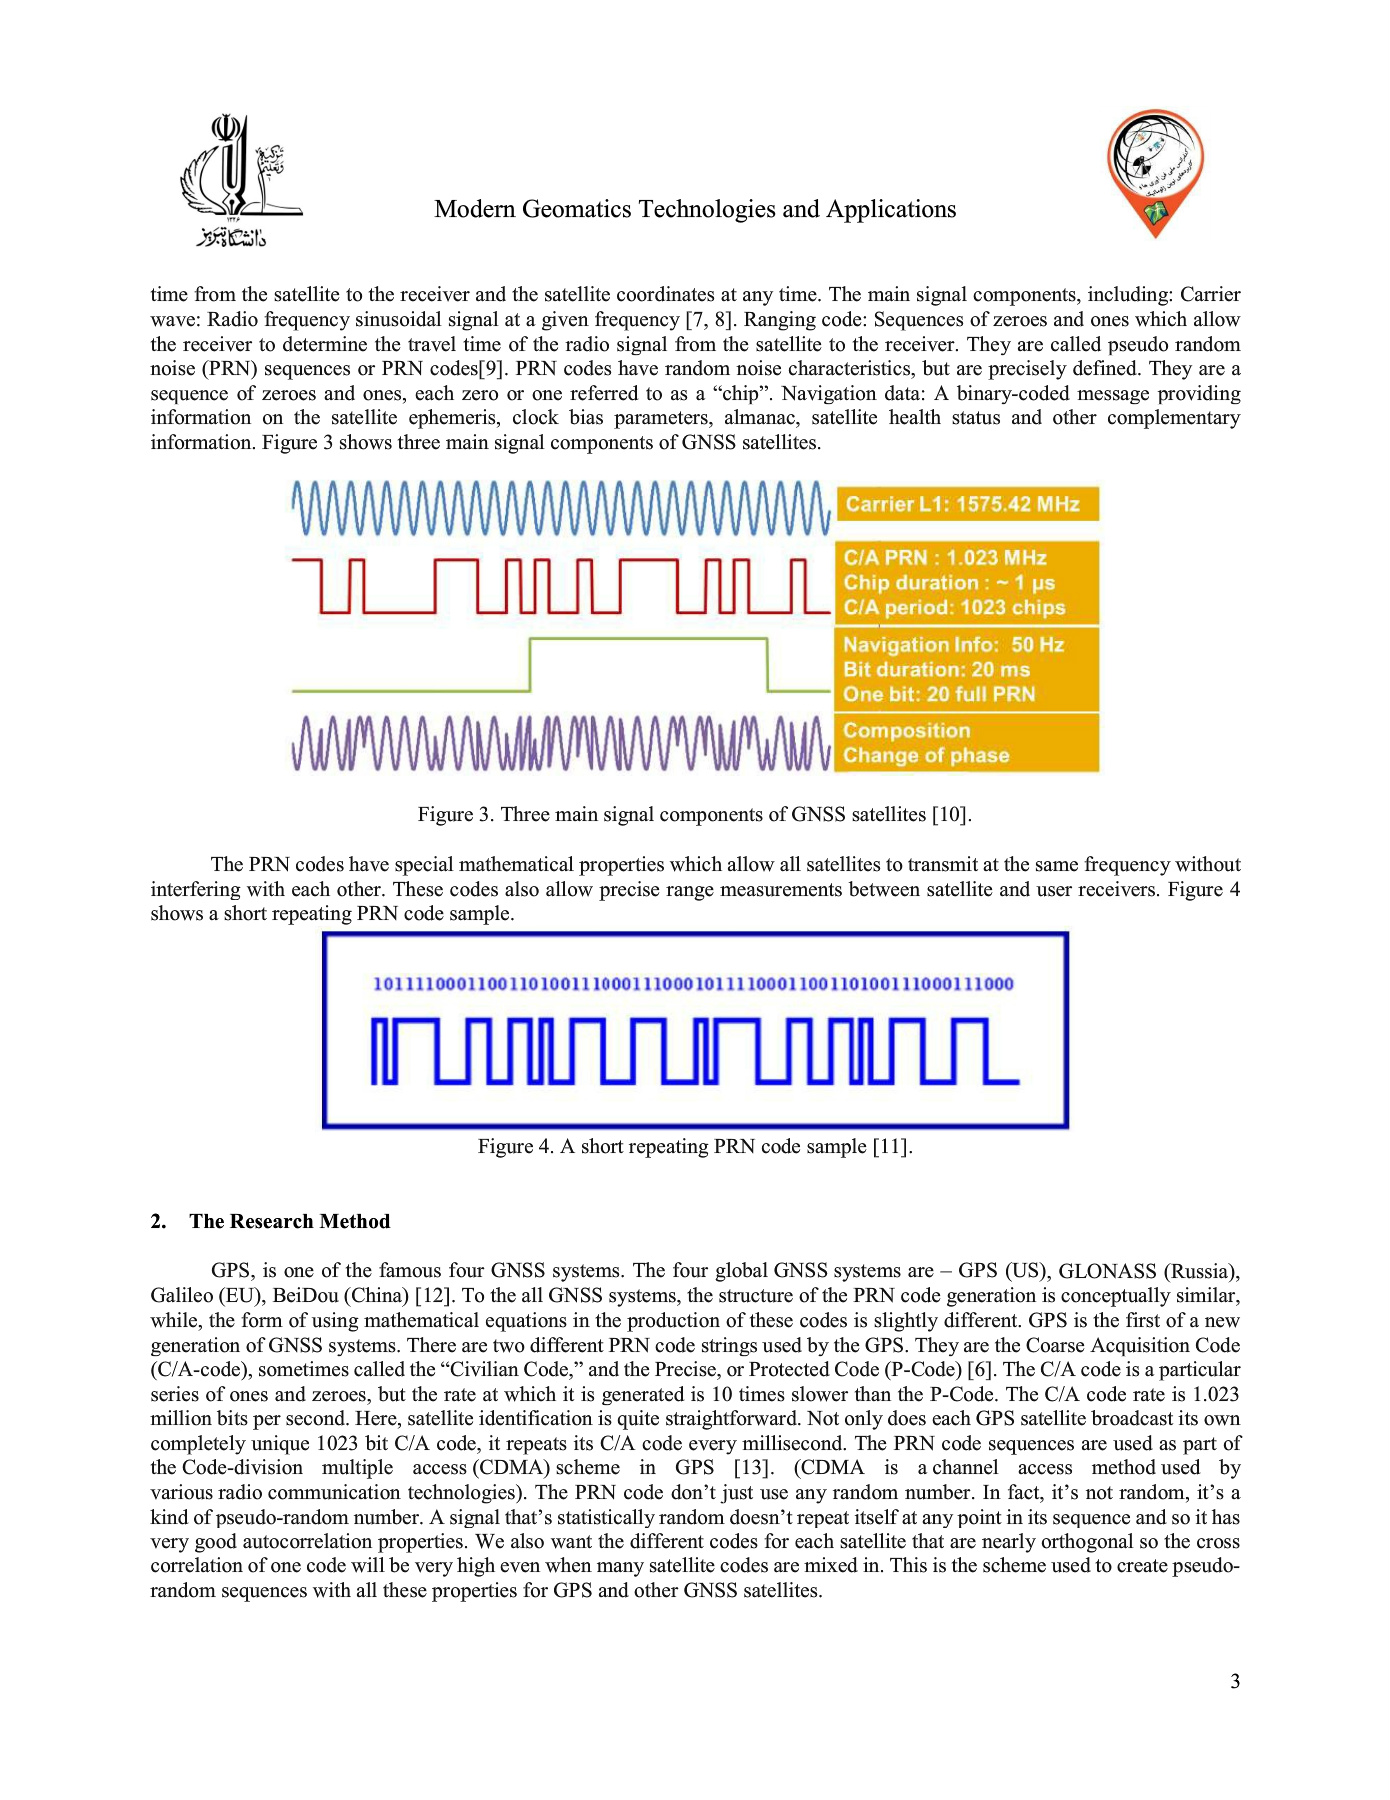 دانشگاه تبریز
Modern Geomatics Technologies and Applications
time from the satellite to the receiver and the satellite coordinates at any time. The main signal components, including: Carrier
wave: Radio frequency sinusoidal signal at a given frequency [7, 8]. Ranging code: Sequences of zeroes and ones which allow
the receiver to determine the travel time of the radio signal from the satellite to the receiver. They are called pseudo random
noise (PRN) sequences or PRN codes[9]. PRN codes have random noise characteristics, but are precisely defined. They are a
sequence of zeroes and ones, each zero or one referred to as a “chip”. Navigation data: A binary-coded message providing
information on the satellite ephemeris, clock bias parameters, almanac, satellite health status and other complementary
information. Figure 3 shows three main signal components of GNSS satellites.
Carrier L1: 1575.42 MHz
C/A PRN : 1.023 MHz
Chip duration : ~ 1 µs
C/A period: 1023 chips
Navigation Info: 50 Hz
Bit duration: 20 ms
One bit: 20 full PRN
Composition
Change of phase
Figure 3. Three main signal components of GNSS satellites [10].
The PRN codes have special mathematical properties which allow all satellites to transmit at the same frequency without
interfering with each other. These codes also allow precise range measurements between satellite and user receivers. Figure 4
shows a short repeating PRN code sample.
10111100011001101001110001110001011110001100110100111000111000
Figure 4. A short repeating PRN code sample [11].
2. The Research Method
GPS, is one of the famous four GNSS systems. The four global GNSS systems are – GPS (US), GLONASS (Russia),
Galileo (EU), BeiDou (China) [12]. To the all GNSS systems, the structure of the PRN code generation is conceptually similar,
while, the form of using mathematical equations in the production of these codes is slightly different. GPS is the first of a new
generation of GNSS systems. There are two different PRN code strings used by the GPS. They are the Coarse Acquisition Code
(C/A-code), sometimes called the “Civilian Code,” and the Precise, or Protected Code (P-Code) [6]. The C/A code is a particular
series of ones and zeroes, but the rate at which it is generated is 10 times slower than the P-Code. The C/A code rate is 1.023
million bits per second. Here, satellite identification is quite straightforward. Not only does each GPS satellite broadcast its own
completely unique 1023 bit C/A code, it repeats its C/A code every millisecond. The PRN code sequences are used as part of
the Code-division multiple access (CDMA) scheme in GPS [13]. (CDMA is a channel access method used by
various radio communication technologies). The PRN code don’t just use any random number. In fact, it’s not random, it’s a
kind of pseudo-random number. A signal that’s statistically random doesn’t repeat itself at any point in its sequence and so it has
very good autocorrelation properties. We also want the different codes for each satellite that are nearly orthogonal so the cross
correlation of one code will be very high even when many satellite codes are mixed in. This is the scheme used to create pseudo-
random sequences with all these properties for GPS and other GNSS satellites.
3